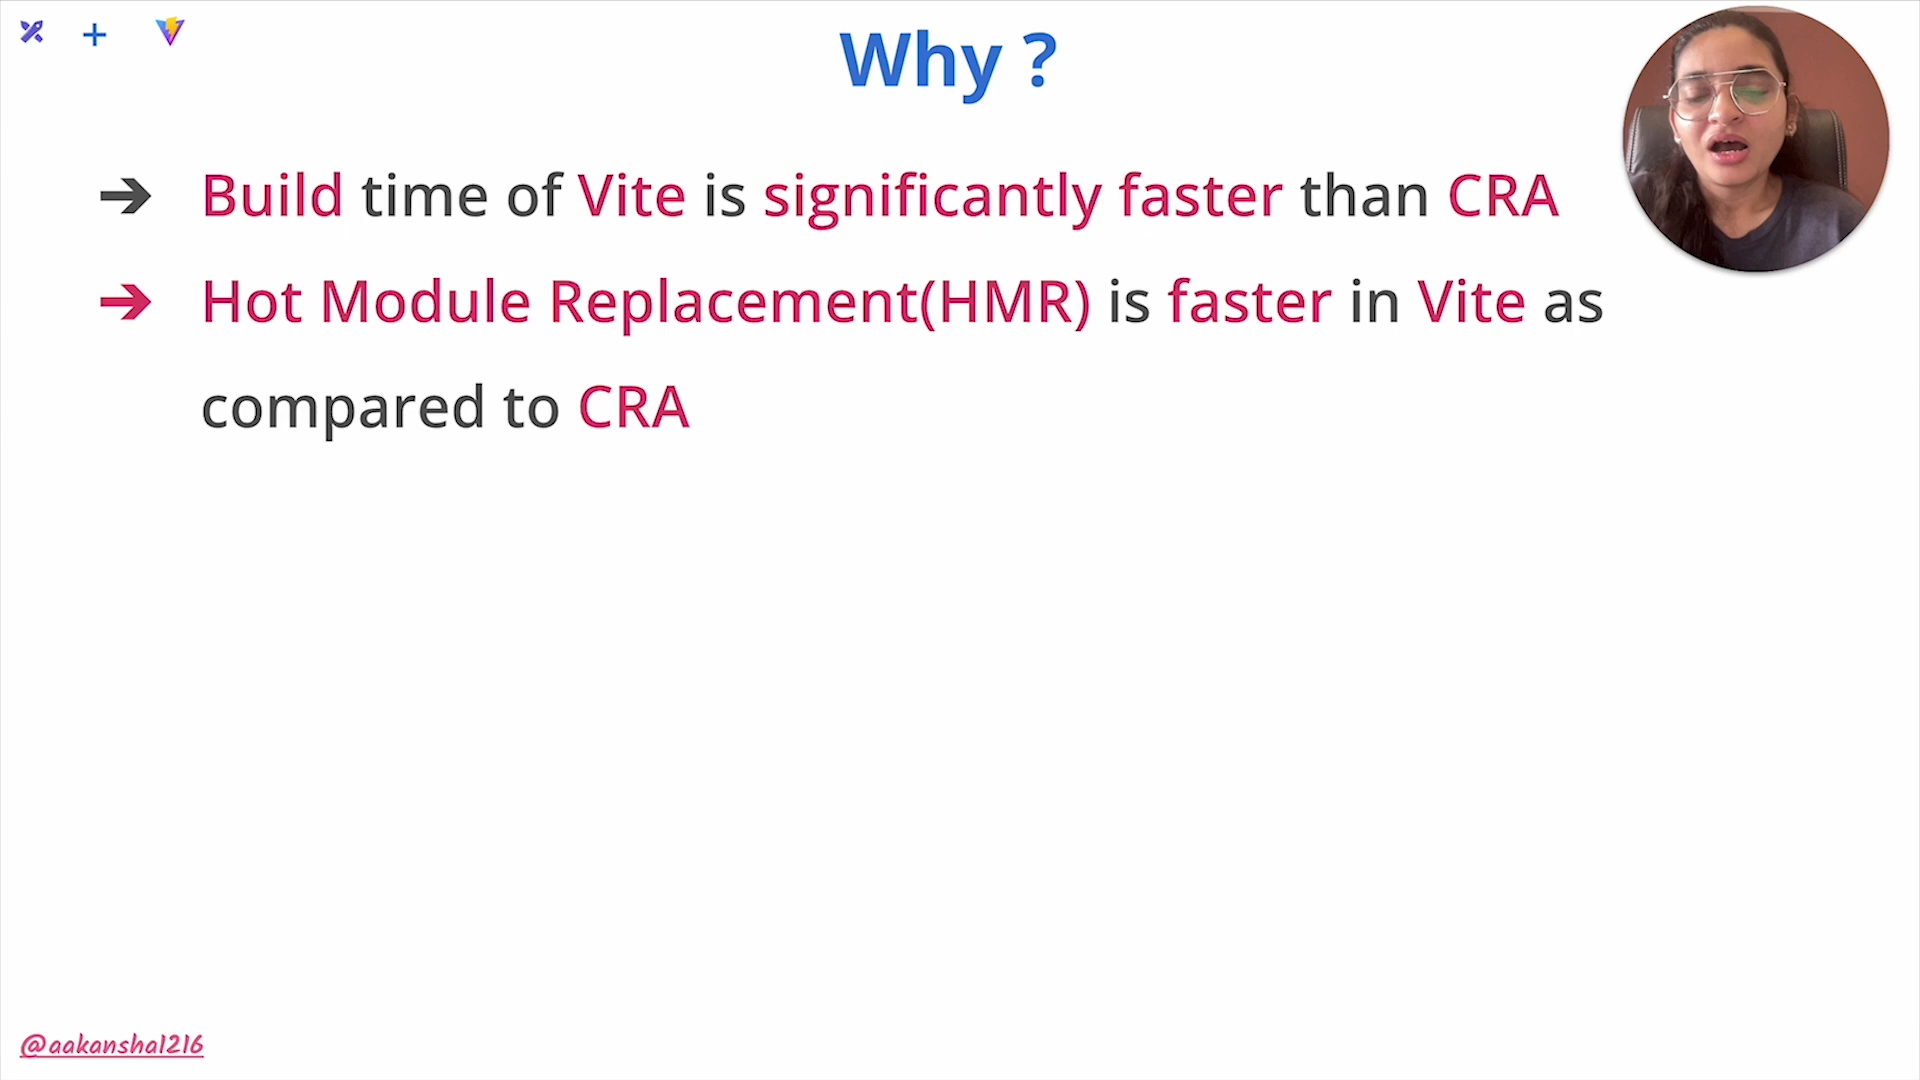 Why ?
➔ Build time of Vite is significantly faster than CRA
➔ Hot Module Replacement(HMR) is faster in Vite as
compared to CRA
@aakansha1216